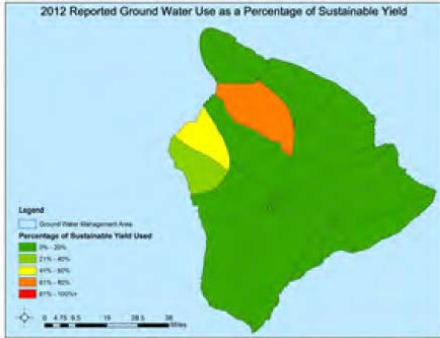 2012 Reported Ground Water Use as a Percentage of Sustainable Yield
Legend
Ground Water Management Area
Percentage of Sustainable Yield Used
0% - 20%
21% - 40%
41% - 60%
61% - 80%
81% - 100%+
0 4.75 9.5 19 28.5 38
Miles